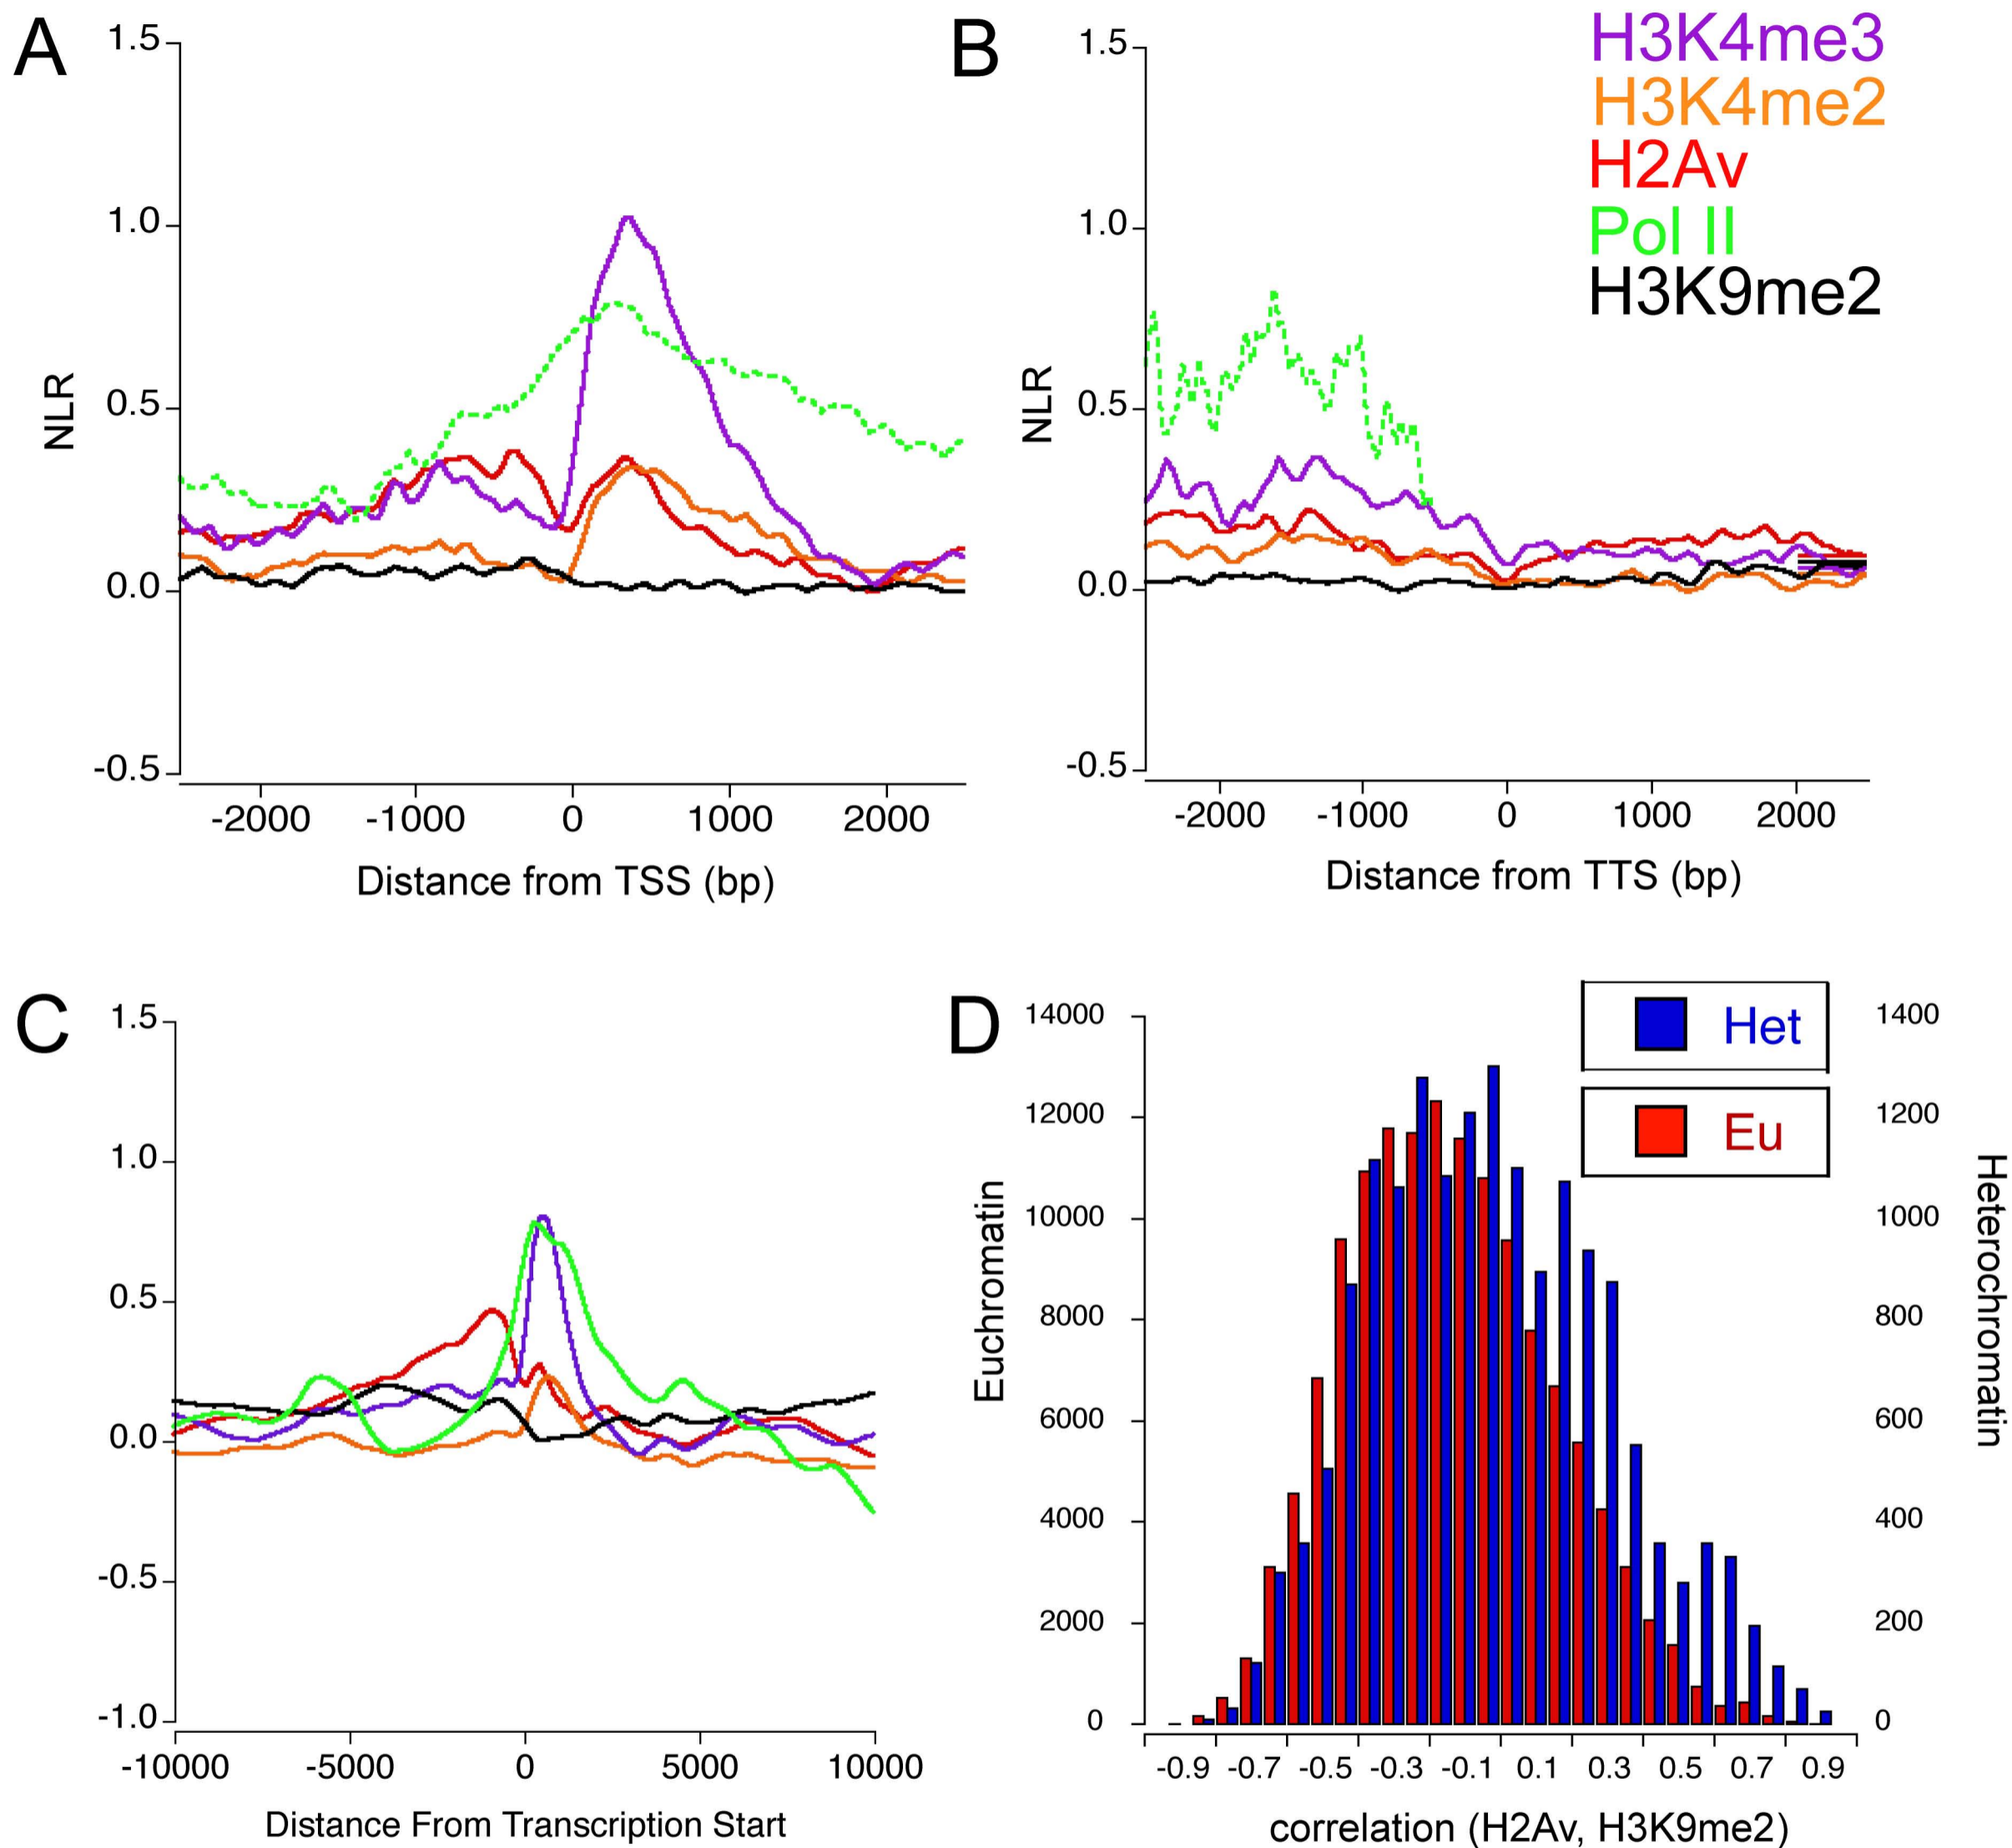 A
1.5
1.0
0.5
0.0
-0.5
NLR
-2000 -1000 0 1000 2000
Distance from TSS (bp)
B
1.5
1.0
0.5
0.0
-0.5
NLR
-2000 -1000 0 1000 2000
Distance from TTS (bp)
H3K4me3
H3K4me2
H2Av
Pol II
H3K9me2
C
1.5
1.0
0.5
0.0
-0.5
-1.0
-10000 -5000 0 5000 10000
Distance From Transcription Start
D
14000
12000
10000
8000
6000
4000
2000
0
Euchromatin
Het
Eu
1400
1200
1000
800
600
400
200
0
Heterochromatin
-0.9 -0.7 -0.5 -0.3 -0.1 0.1 0.3 0.5 0.7 0.9
correlation (H2Av, H3K9me2)